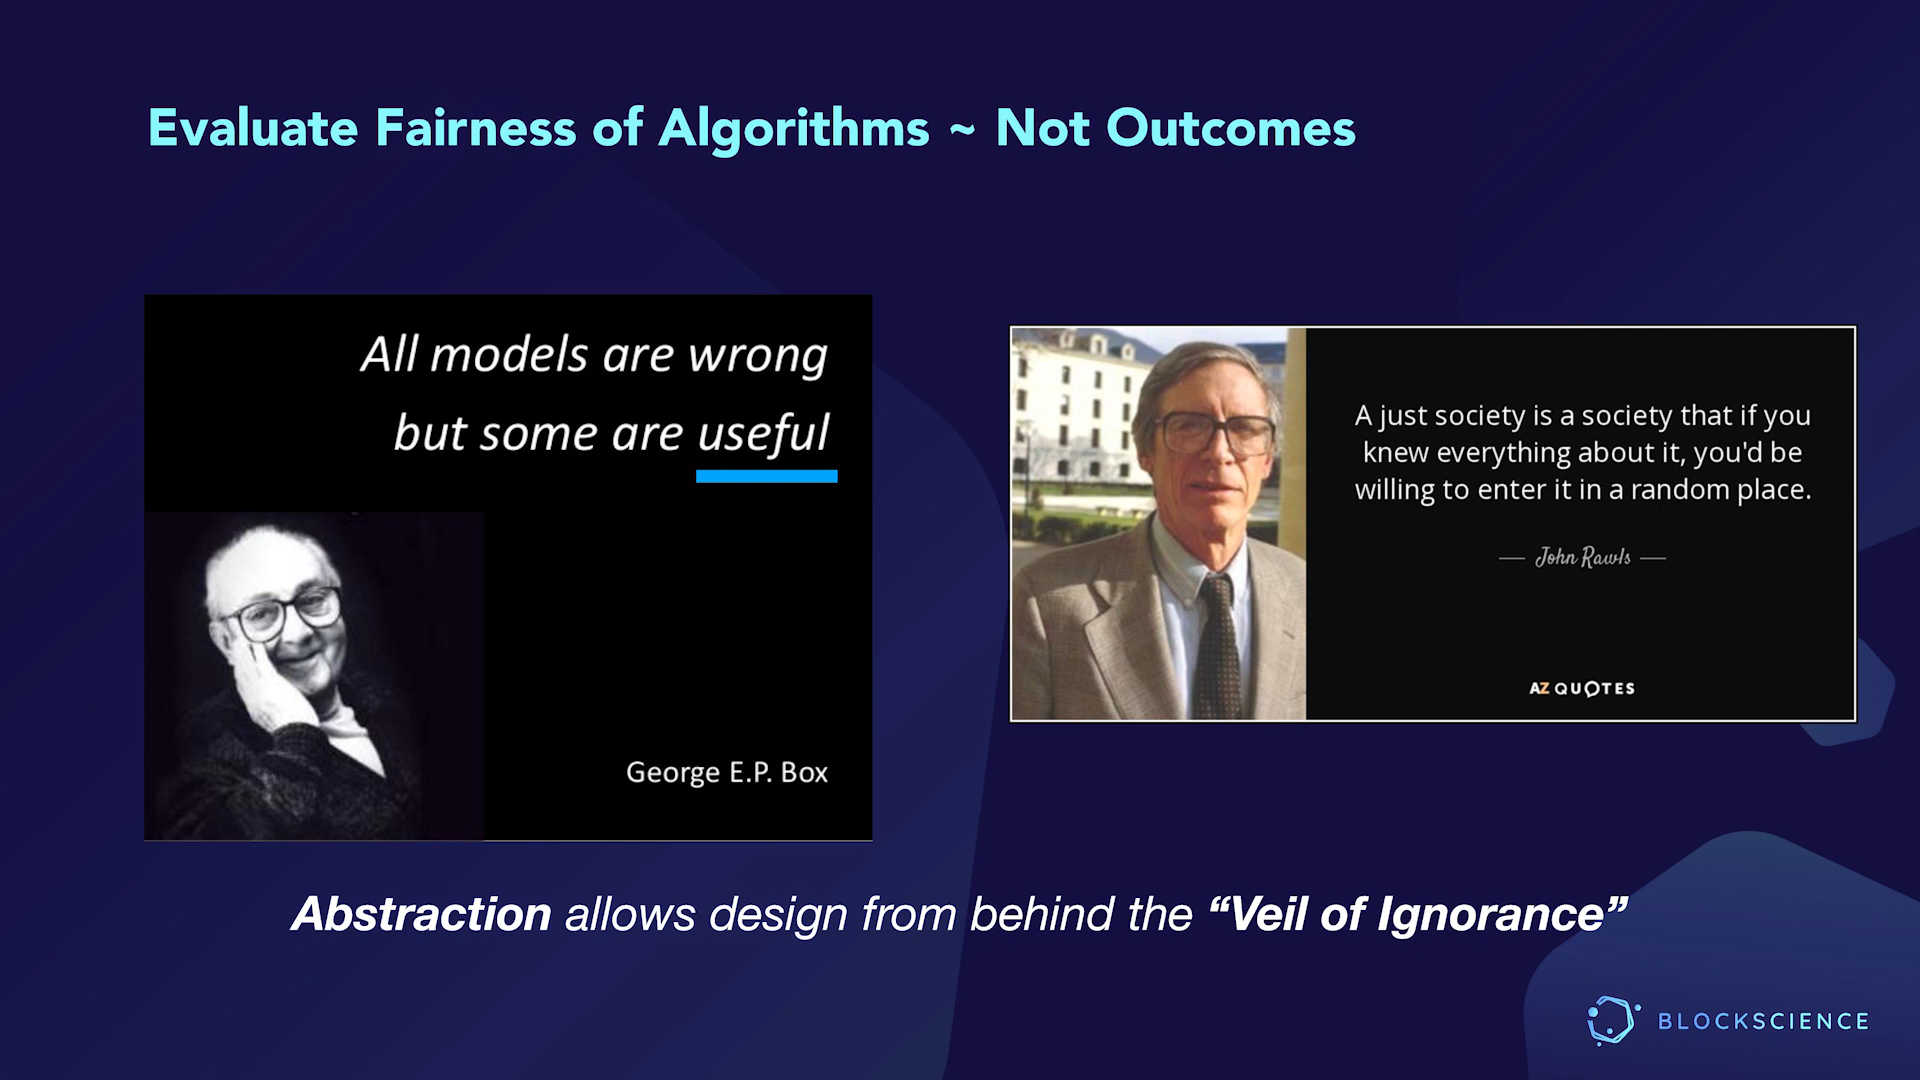 Evaluate Fairness of Algorithms ~ Not Outcomes
All models are wrong
but some are useful
George E.P. Box
A just society is a society that if you
knew everything about it, you'd be
willing to enter it in a random place.
— John Rawls —
AZ QUOTES
Abstraction allows design from behind the “Veil of Ignorance”
BLOCKSCIENCE